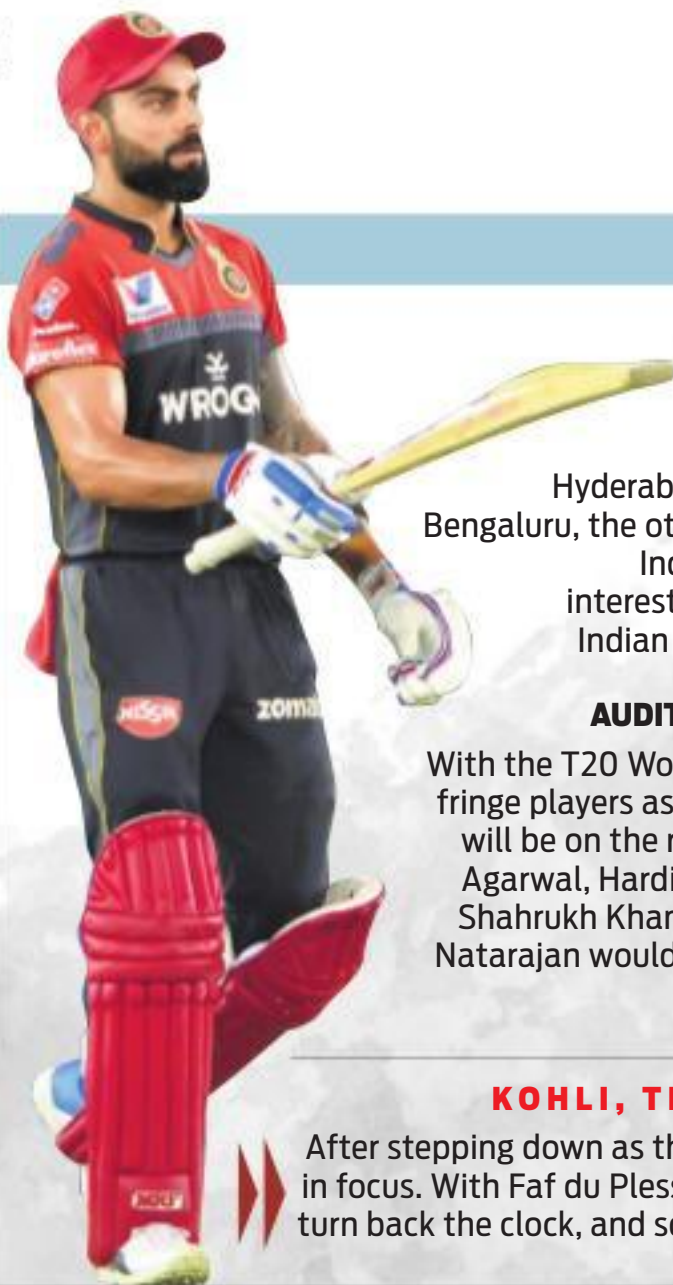 WROGN
zoma
Hyderab
Bengaluru, the ot
Ind
interest
Indian
AUDIT
With the T20 Wo
fringe players as
will be on the r
Agarwal, Hardi
Shahrukh Khan
Natarajan would
KOHLI, T
After stepping down as th
in focus. With Faf du Pless
turn back the clock, and s